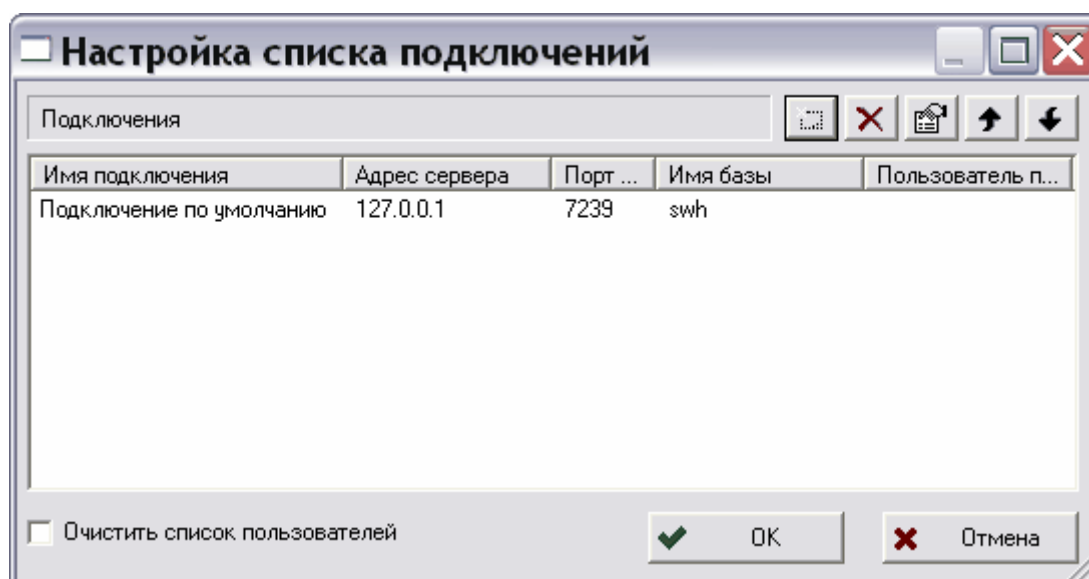 Настройка списка подключений
Подключения
Имя подключения Адрес сервера Порт ... Имя базы Пользователь п...
Подключение по умолчанию 127.0.0.1 7239 swh
Очистить список пользователей OK Отмена